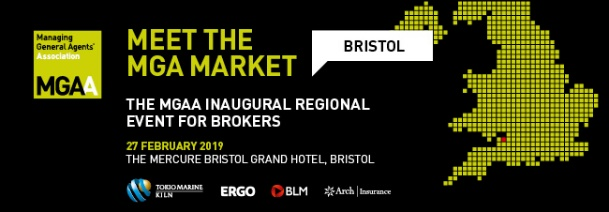 Managing
General Agents'
Association
MGAA
MEET THE
MGA MARKET
BRISTOL
THE MGAA INAUGURAL REGIONAL
EVENT FOR BROKERS
27 FEBRUARY 2019
THE MERCURE BRISTOL GRAND HOTEL, BRISTOL
TOKIO MARINE
KILN
ERGO
BLM
Arch | Insurance